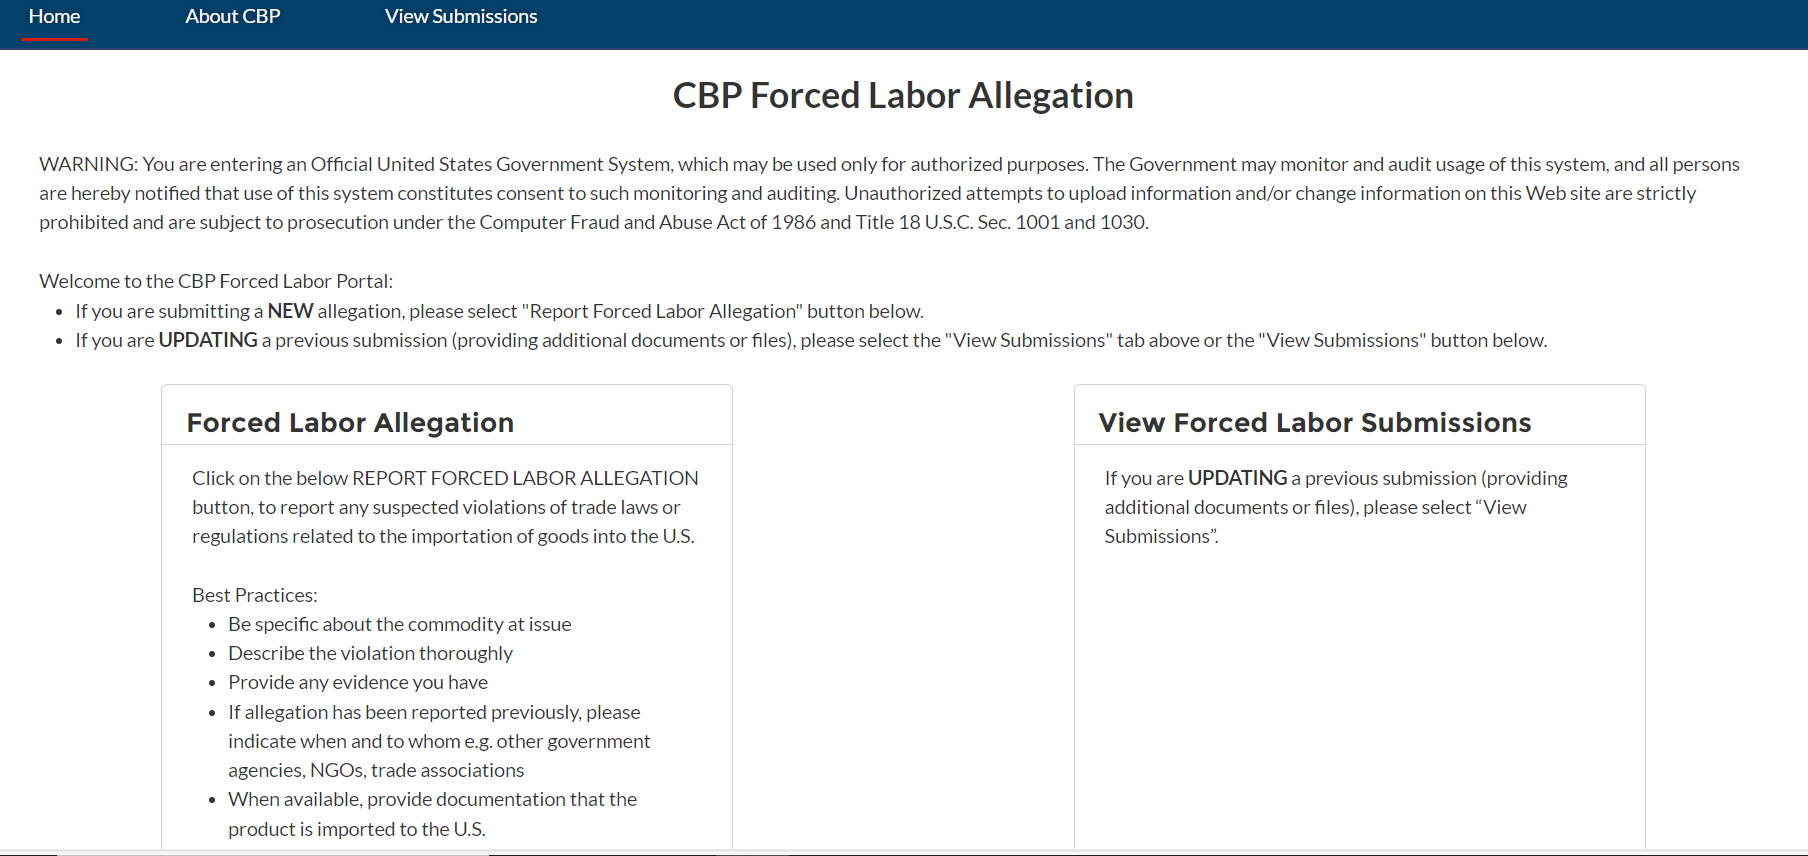 Home About CBP View Submissions
CBP Forced Labor Allegation
WARNING: You are entering an Official United States Government System, which may be used only for authorized purposes. The Government may monitor and audit usage of this system, and all persons
are hereby notified that use of this system constitutes consent to such monitoring and auditing. Unauthorized attempts to upload information and/or change information on this Web site are strictly
prohibited and are subject to prosecution under the Computer Fraud and Abuse Act of 1986 and Title 18 U.S.C. Sec. 1001 and 1030.
Welcome to the CBP Forced Labor Portal:
• If you are submitting a NEW allegation, please select "Report Forced Labor Allegation" button below.
• If you are UPDATING a previous submission (providing additional documents or files), please select the "View Submissions" tab above or the "View Submissions" button below.
Forced Labor Allegation
Click on the below REPORT FORCED LABOR ALLEGATION
button, to report any suspected violations of trade laws or
regulations related to the importation of goods into the U.S.
Best Practices:
• Be specific about the commodity at issue
• Describe the violation thoroughly
• Provide any evidence you have
• If allegation has been reported previously, please
indicate when and to whom e.g. other government
agencies, NGOs, trade associations
• When available, provide documentation that the
product is imported to the U.S.
View Forced Labor Submissions
If you are UPDATING a previous submission (providing
additional documents or files), please select “View
Submissions”.